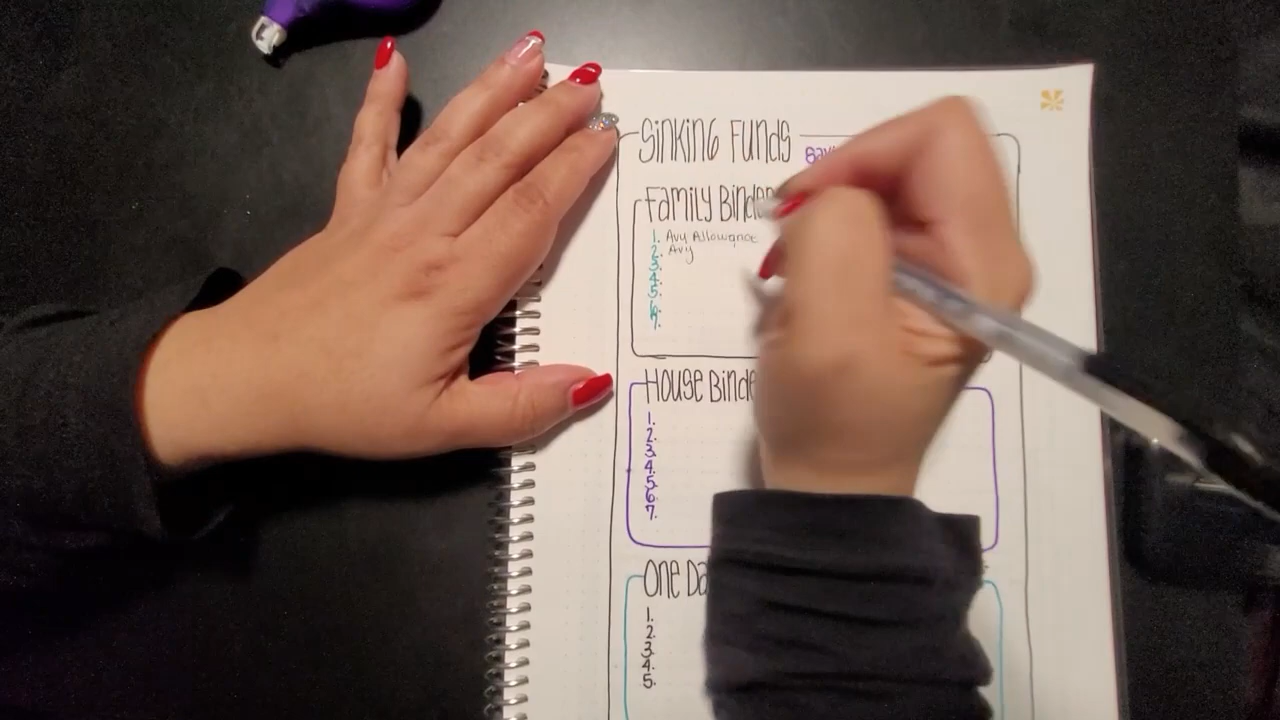 Sinking Funds
Family Binder
1. Avy Allowance
2. Avy
3.
4.
5.
6.
7.
House Binde
1.
2.
3.
4.
5.
6.
7.
One Da
1.
2.
3.
4.
5.